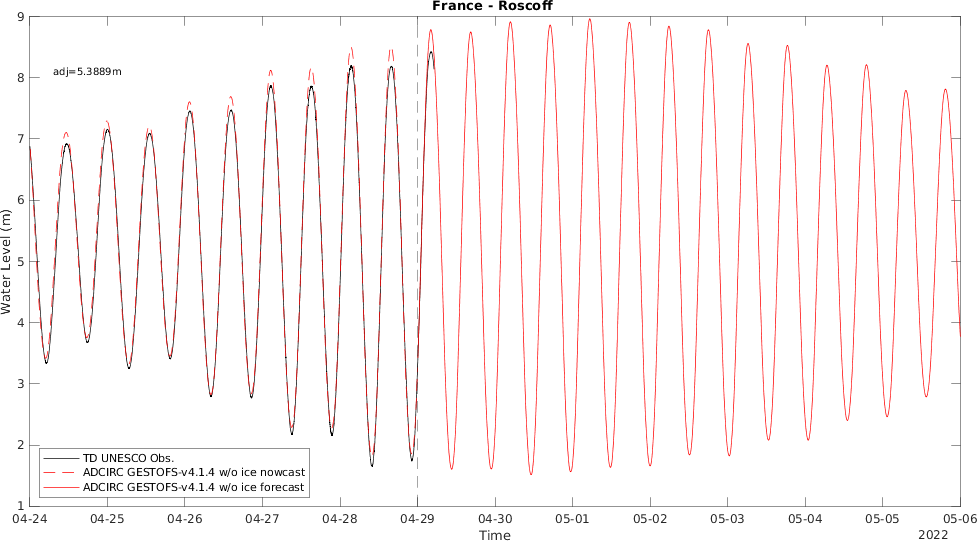 France - Roscoff
9
8
7
6
5
4
3
2
1
Water Level (m)
adj=5.3889m
TD UNESCO Obs.
ADCIRC GESTOFS-v4.1.4 w/o ice nowcast
ADCIRC GESTOFS-v4.1.4 w/o ice forecast
04-24 04-25 04-26 04-27 04-28 04-29 04-30 05-01 05-02 05-03 05-04 05-05 05-06
Time
2022